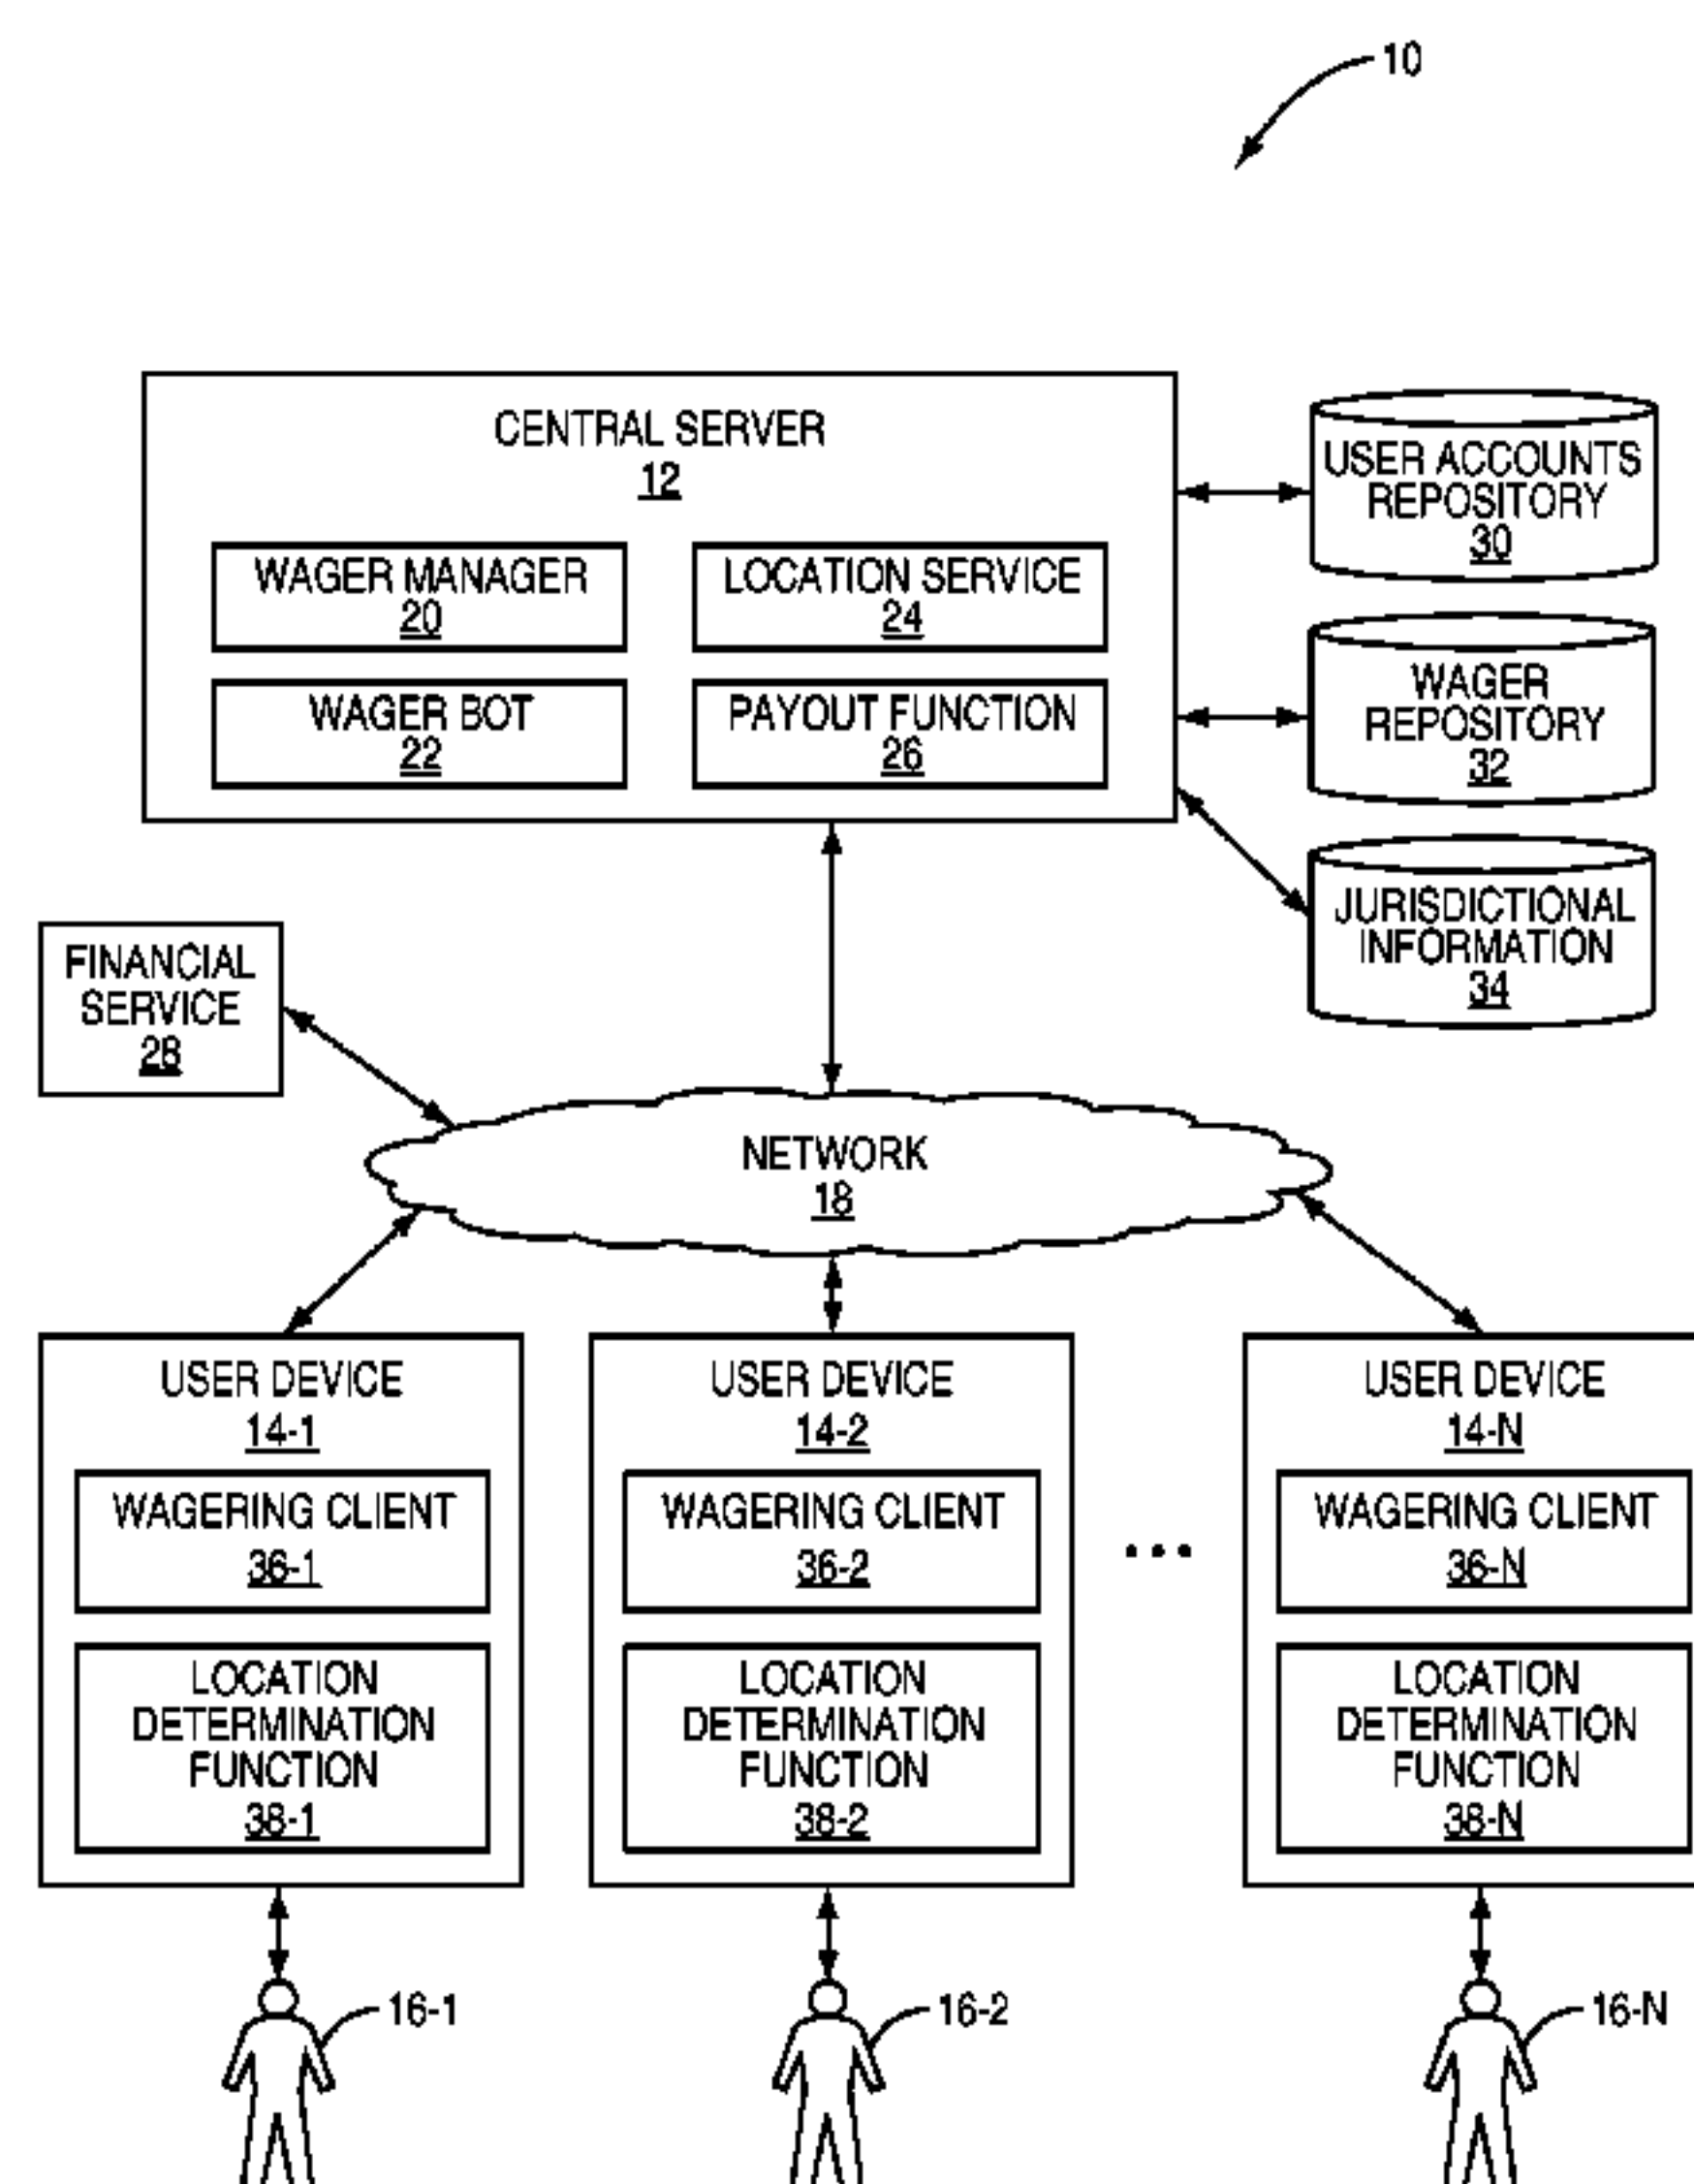 10
CENTRAL SERVER
12
WAGER MANAGER
20
LOCATION SERVICE
24
WAGER BOT
22
PAYOUT FUNCTION
26
USER ACCOUNTS
REPOSITORY
30
WAGER
REPOSITORY
32
JURISDICTIONAL
INFORMATION
34
FINANCIAL
SERVICE
28
NETWORK
18
USER DEVICE
14-1
WAGERING CLIENT
36-1
LOCATION
DETERMINATION
FUNCTION
38-1
USER DEVICE
14-2
WAGERING CLIENT
36-2
LOCATION
DETERMINATION
FUNCTION
38-2
• • •
USER DEVICE
14-N
WAGERING CLIENT
36-N
LOCATION
DETERMINATION
FUNCTION
38-N
16-1
16-2
16-N